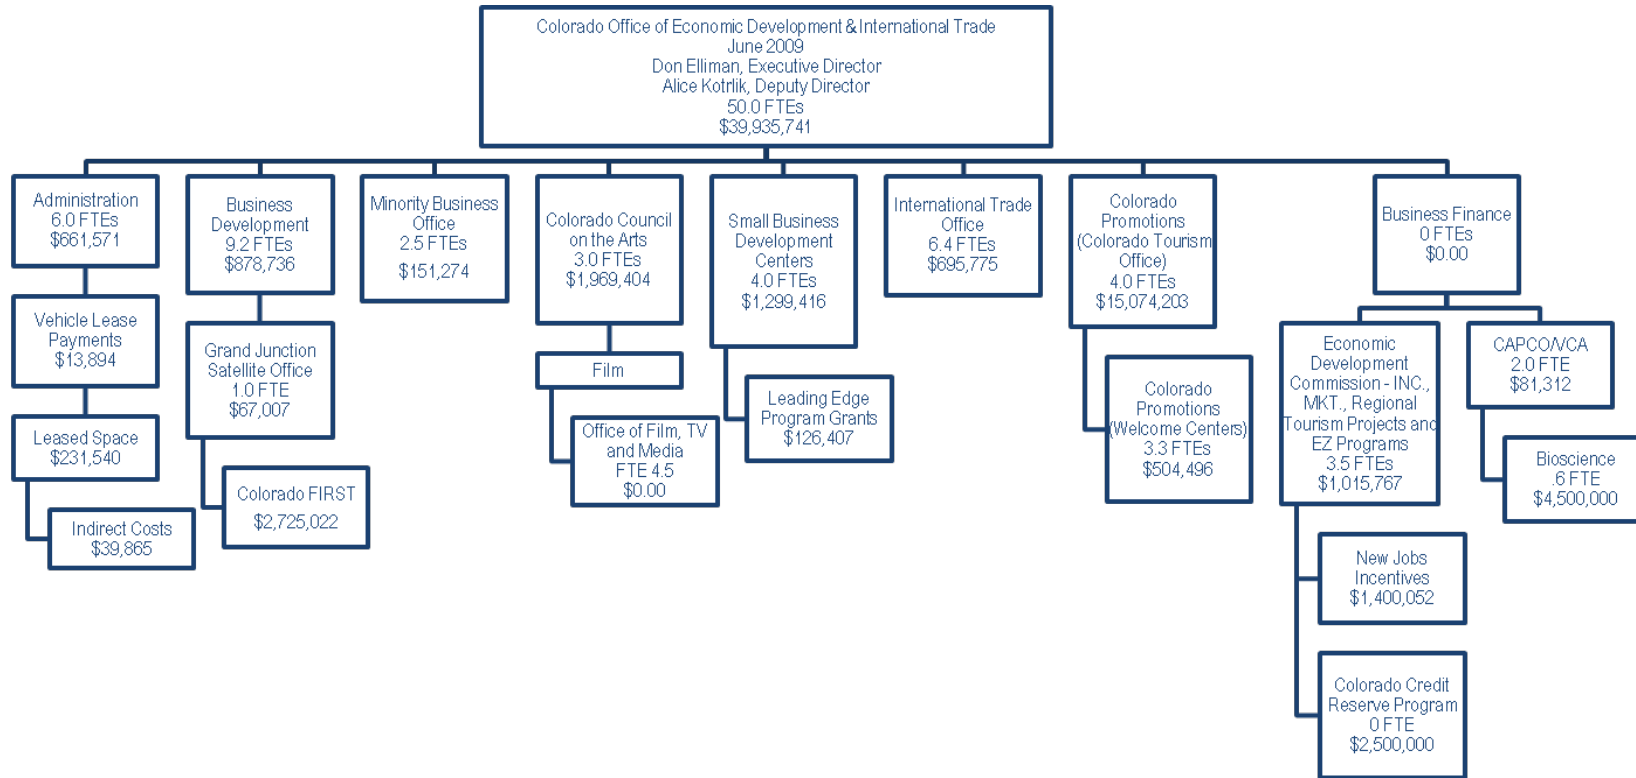 Colorado Office of Economic Development & International Trade
June 2009
Don Elliman, Executive Director
Alice Kotrlik, Deputy Director
50.0 FTEs
$39,935,741
Administration
6.0 FTEs
$661,571
Vehicle Lease
Payments
$13,894
Leased Space
$231,540
Indirect Costs
$39,865
Business
Development
9.2 FTEs
$878,736
Grand Junction
Satellite Office
1.0 FTE
$67,007
Colorado FIRST
$2,725,022
Minority Business
Office
2.5 FTEs
$151,274
Colorado Council
on the Arts
3.0 FTEs
$1,969,404
Film
Office of Film, TV
and Media
FTE 4.5
$0.00
Small Business
Development
Centers
4.0 FTEs
$1,299,416
Leading Edge
Program Grants
$126,407
International Trade
Office
6.4 FTEs
$695,775
Colorado
Promotions
(Colorado Tourism
Office)
4.0 FTEs
$15,074,203
Colorado
Promotions
(Welcome Centers)
3.3 FTEs
$504,496
Business Finance
0 FTEs
$0.00
Economic
Development
Commission - INC.,
MKT., Regional
Tourism Projects and
EZ Programs
3.5 FTEs
$1,015,767
New Jobs
Incentives
$1,400,052
Colorado Credit
Reserve Program
0 FTE
$2,500,000
CAPCO/VCA
2.0 FTE
$81,312
Bioscience
.6 FTE
$4,500,000